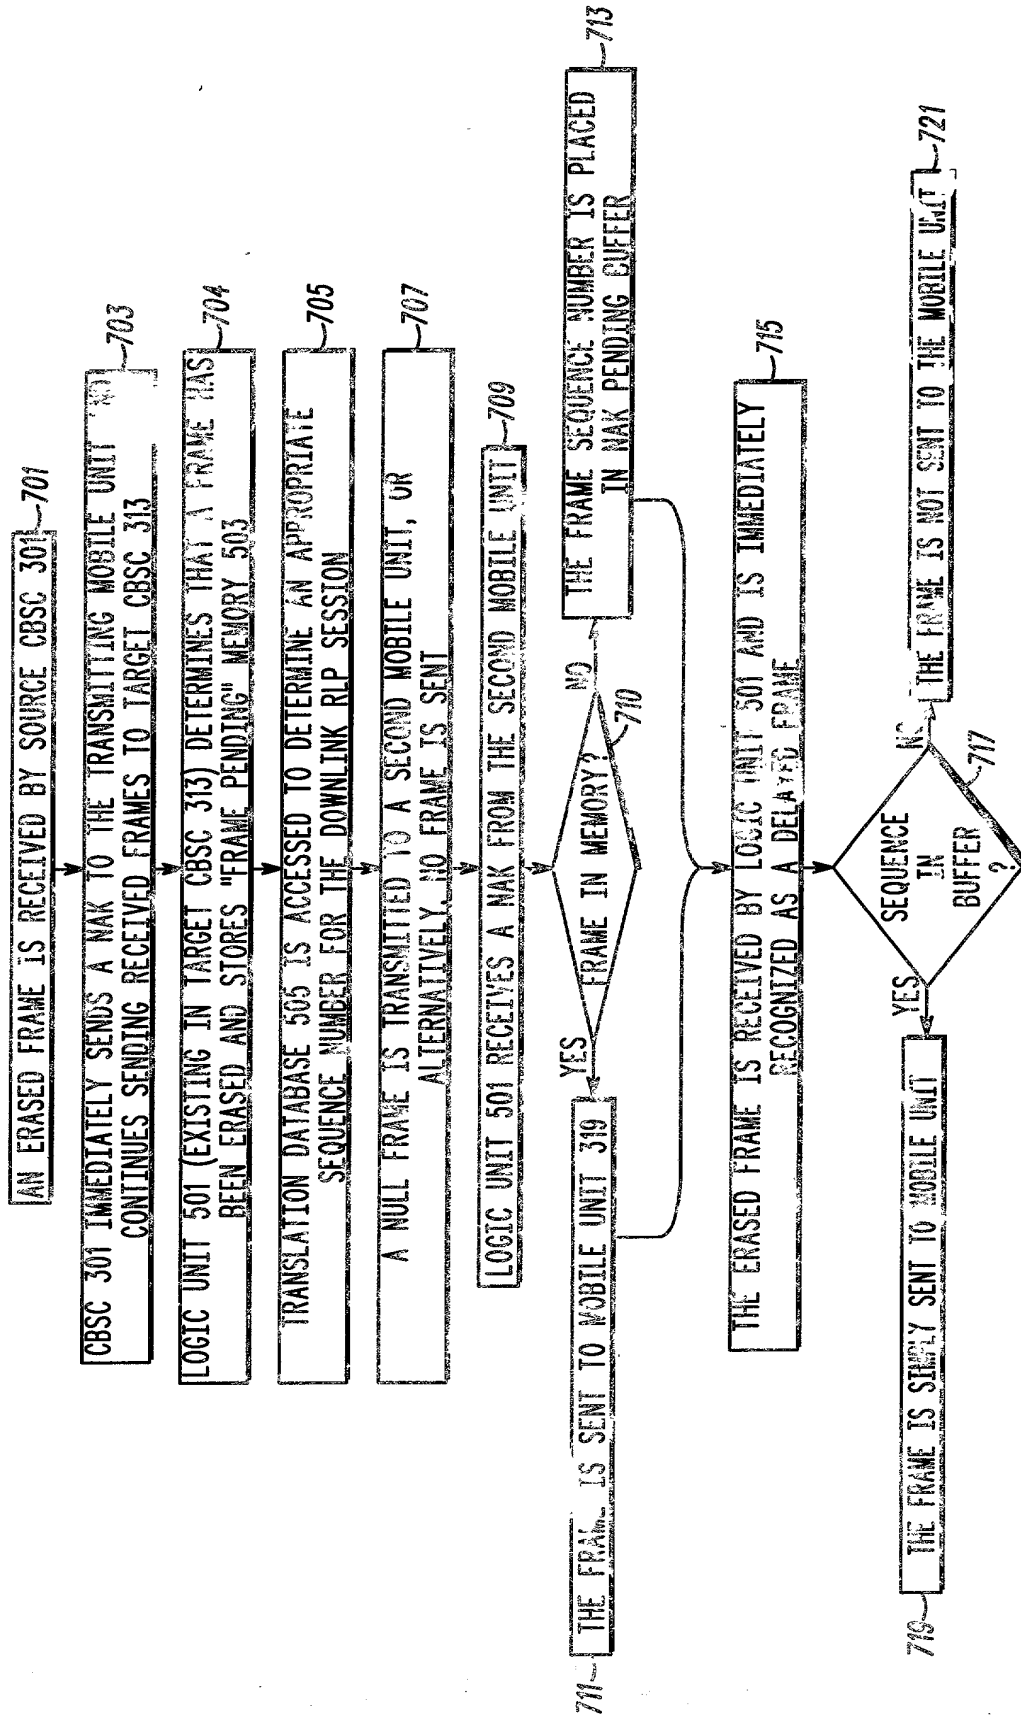 AN ERASED FRAME IS RECEIVED BY SOURCE CBSC 301
701
CBSC 301 IMMEDIATELY SENDS A NAK TO THE TRANSMITTING MOBILE UNIT AND
CONTINUES SENDING RECEIVED FRAMES TO TARGET CBSC 313
703
LOGIC UNIT 501 (EXISTING IN TARGET CBSC 313) DETERMINES THAT A FRAME HAS
BEEN ERASED AND STORES "FRAME PENDING" MEMORY 503
704
TRANSLATION DATABASE 505 IS ACCESSED TO DETERMINE AN APPROPRIATE
SEQUENCE NUMBER FOR THE DOWNLINK RLP SESSION
705
A NULL FRAME IS TRANSMITTED TO A SECOND MOBILE UNIT, OR
ALTERNATIVELY, NO FRAME IS SENT
707
LOGIC UNIT 501 RECEIVES A NAK FROM THE SECOND MOBILE UNIT
709
FRAME IN MEMORY?
710
YES
NO
711
THE FRAME IS SENT TO MOBILE UNIT 319
THE FRAME SEQUENCE NUMBER IS PLACED
IN NAK PENDING BUFFER
713
THE ERASED FRAME IS RECEIVED BY LOGIC UNIT 501 AND IS IMMEDIATELY
RECOGNIZED AS A DELAYED FRAME
715
SEQUENCE
IN
BUFFER
?
717
YES
NO
719
THE FRAME IS SIMPLY SENT TO MOBILE UNIT
THE FRAME IS NOT SENT TO THE MOBILE UNIT
721